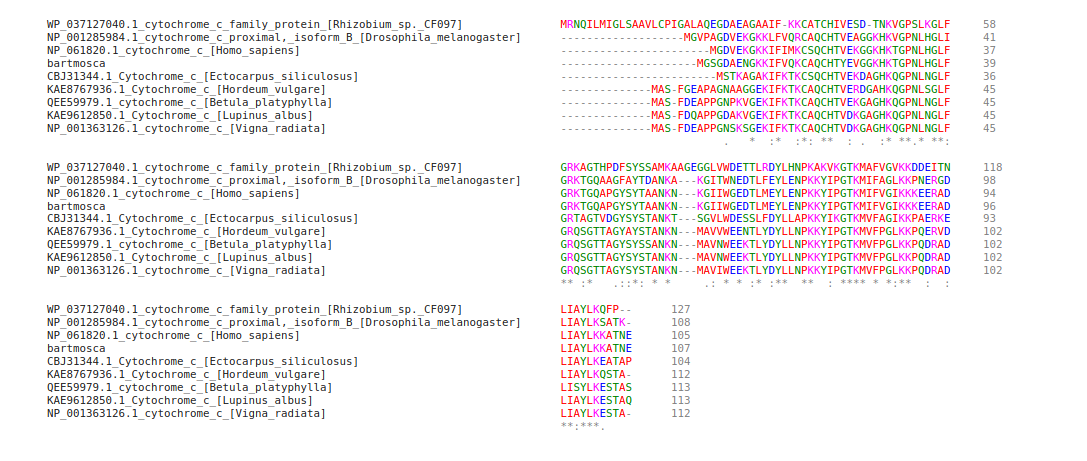 WP_037127040.1_cytochrome_c_family_protein_[Rhizobium_sp._CF097] MRNQILMIGLSAAVLCPIGALAQEGDAEAGAAIF-KKCATCHIVESD-TNKVGPSLKGLF 58
NP_001285984.1_cytochrome_c_proximal,_isoform_B_[Drosophila_melanogaster] -------------------MGVPAGDVEKGKKLFVQRCAQCHTVEAGGKHKVGPNLHGLI 41
NP_061820.1_cytochrome_c_[Homo_sapiens] -----------------------MGDVEKGKKIFIMKCSQCHTVEKGGKHKTGPNLHGLF 37
bartmosca ---------------------MGSGDAENGKKIFVQKCAQCHTYEVGGKHKTGPNLHGLF 39
CBJ31344.1_Cytochrome_c_[Ectocarpus_siliculosus] ------------------------MSTKAGAKIFKTKCSQCHTVEKDAGHKQGPNLNGLF 36
KAE8767936.1_Cytochrome_c_[Hordeum_vulgare] --------------MAS-FGEAPAGNAAGGEKIFKTKCAQCHTVERDGAHKQGPNLSGLF 45
QEE59979.1_cytochrome_c_[Betula_platyphylla] --------------MAS-FDEAPPGNPKVGEKIFKTKCAQCHTVEKGAGHKQGPNLNGLF 45
KAE9612850.1_Cytochrome_c_[Lupinus_albus] --------------MAS-FDQAPPGDAKVGEKIFKTKCAQCHTVDKGAGHKQGPNLNGLF 45
NP_001363126.1_cytochrome_c_[Vigna_radiata] --------------MAS-FDEAPPGNSKSGEKIFKTKCAQCHTVDKGAGHKQGPNLNGLF 45
.   *  :*   :*: **  : .  :* **.* **:
WP_037127040.1_cytochrome_c_family_protein_[Rhizobium_sp._CF097] GRKAGTHPDFSYSSAMKAAGEGGLVWDETTLRDYLHNPKAKVKGTKMAFVGVKKDDEITN 118
NP_001285984.1_cytochrome_c_proximal,_isoform_B_[Drosophila_melanogaster] GRKTGQAAGFAYTDANKA---KGITWNEDTLFEYLENPKKYIPGTKMIFAGLKKPNERGD 98
NP_061820.1_cytochrome_c_[Homo_sapiens] GRKTGQAPGYSYTAANKN---KGIIWGEDTLMEYLENPKKYIPGTKMIFVGIKKKEERAD 94
bartmosca GRKTGQAPGYSYTAANKN---KGIIWGEDTLMEYLENPKKYIPGTKMIFVGIKKKEERAD 96
CBJ31344.1_Cytochrome_c_[Ectocarpus_siliculosus] GRTAGTVDGYSYSTANKT---SGVLWDESSLFDYLLAPKKYIKGTKMVFAGIKKPAERKE 93
KAE8767936.1_Cytochrome_c_[Hordeum_vulgare] GRQSGTTAGYAYSTANKN---MAVVWEENTLYDYLLNPKKYIPGTKMVFPGLKKPQERVD 102
QEE59979.1_cytochrome_c_[Betula_platyphylla] GRQSGTTAGYSYSSANKN---MAVNWEEKTLYDYLLNPKKYIPGTKMVFPGLKKPQDRAD 102
KAE9612850.1_Cytochrome_c_[Lupinus_albus] GRQSGTTAGYSYSTANKN---MAVNWEEKTLYDYLLNPKKYIPGTKMVFPGLKKPQDRAD 102
NP_001363126.1_cytochrome_c_[Vigna_radiata] GRQSGTTAGYSYSTANKN---MAVIWEEKTLYDYLLNPKKYIPGTKMVFPGLKKPQDRAD 102
** :*   .::*: * *     .: * * :* :**  **  : **** * *:**  :  :
WP_037127040.1_cytochrome_c_family_protein_[Rhizobium_sp._CF097] LIAYLKQFP-- 127
NP_001285984.1_cytochrome_c_proximal,_isoform_B_[Drosophila_melanogaster] LIAYLKSATK- 108
NP_061820.1_cytochrome_c_[Homo_sapiens] LIAYLKKATNE 105
bartmosca LIAYLKKATNE 107
CBJ31344.1_Cytochrome_c_[Ectocarpus_siliculosus] LIAYLKEATAP 104
KAE8767936.1_Cytochrome_c_[Hordeum_vulgare] LIAYLKQSTA- 112
QEE59979.1_cytochrome_c_[Betula_platyphylla] LISYLKESTAS 113
KAE9612850.1_Cytochrome_c_[Lupinus_albus] LIAYLKESTAQ 113
NP_001363126.1_cytochrome_c_[Vigna_radiata] LIAYLKESTA- 112
**:***.